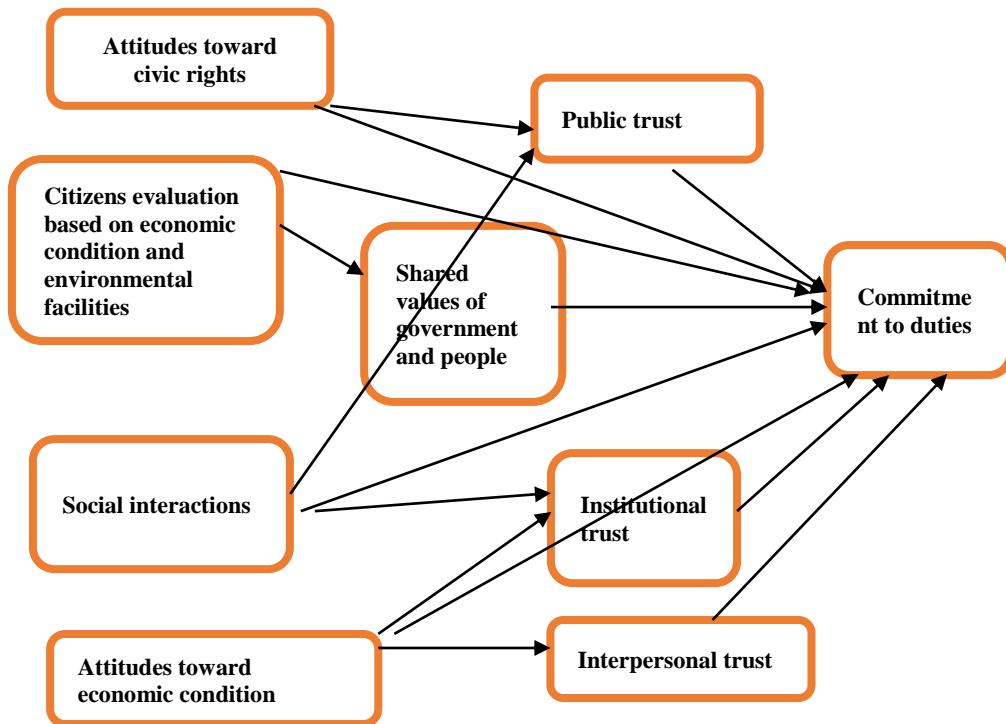 Attitudes toward
civic rights
Public trust
Citizens evaluation
based on economic
condition and
environmental
facilities
Shared
values of
government
and people
Commitme
nt to duties
Social interactions
Institutional
trust
Attitudes toward
economic condition
Interpersonal trust